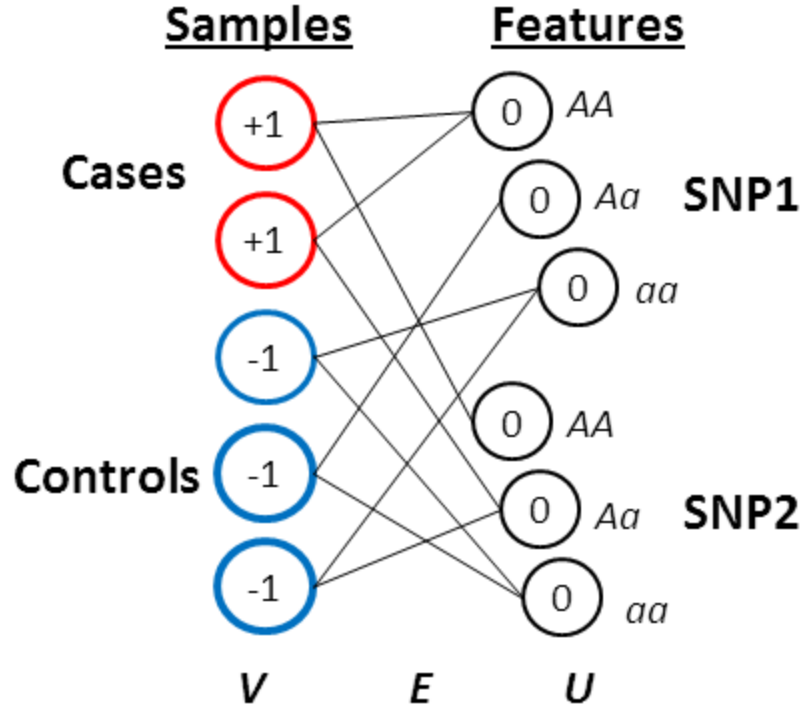 Samples Features
+1 0 AA
Cases
0 Aa SNP1
+1
0 aa
-1
0 AA
Controls -1
0 Aa SNP2
-1 0 aa
V E U